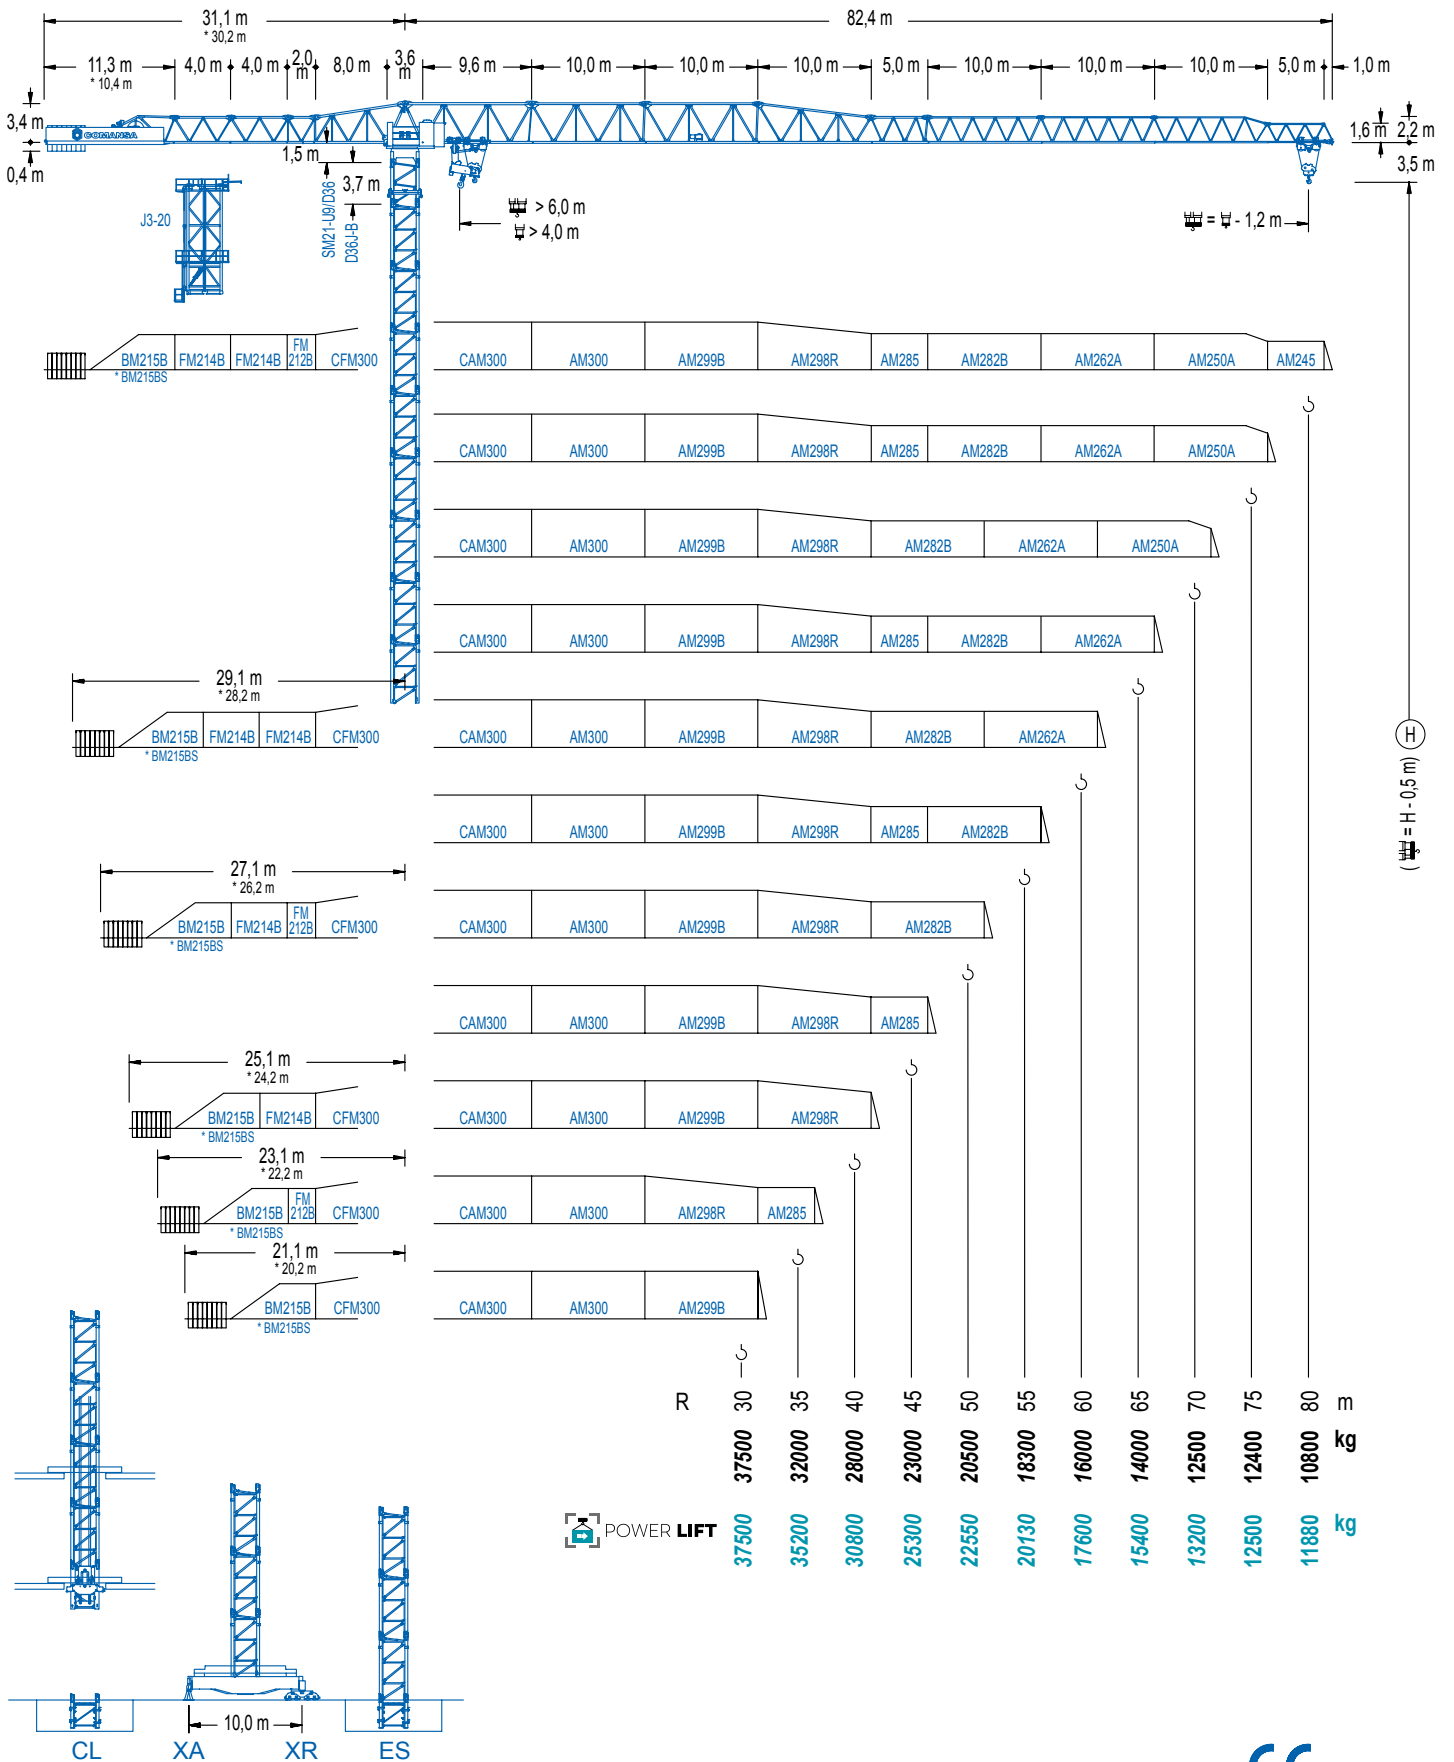 31,1 m 82,4 m
* 30,2 m
11,3 m 4,0 m 4,0 m 2,0 m 8,0 m 3,6 m 9,6 m 10,0 m 10,0 m 10,0 m 5,0 m 10,0 m 10,0 m 10,0 m 5,0 m 1,0 m
* 10,4 m
3,4 m
COMANSA
1,6 m 2,2 m
0,4 m
1,5 m
3,5 m
3,7 m
J3-20
SM21-U9/D36
D36J-B
> 6,0 m
> 4,0 m
= - 1,2 m
BM215B FM214B FM214B FM 212B CFM300 CAM300 AM300 AM299B AM298R AM285 AM282B AM262A AM250A AM245
* BM215BS
CAM300 AM300 AM299B AM298R AM285 AM282B AM262A AM250A
CAM300 AM300 AM299B AM298R AM282B AM262A AM250A
CAM300 AM300 AM299B AM298R AM285 AM282B AM262A
29,1 m
* 28,2 m
BM215B FM214B FM214B CFM300 CAM300 AM300 AM299B AM298R AM282B AM262A
* BM215BS
H
( = H - 0,5 m)
CAM300 AM300 AM299B AM298R AM285 AM282B
27,1 m
* 26,2 m
BM215B FM214B FM 212B CFM300 CAM300 AM300 AM299B AM298R AM282B
* BM215BS
CAM300 AM300 AM299B AM298R AM285
25,1 m
* 24,2 m
BM215B FM214B CFM300 CAM300 AM300 AM299B AM298R
* BM215BS
23,1 m
* 22,2 m
BM215B FM 212B CFM300 CAM300 AM300 AM298R AM285
* BM215BS
21,1 m
* 20,2 m
BM215B CFM300 CAM300 AM300 AM299B
* BM215BS
R 30 35 40 45 50 55 60 65 70 75 80 m
37500 32000 28000 23000 20500 18300 16000 14000 12500 12400 10800 kg
POWER LIFT 37500 35200 30800 25300 22550 20130 17600 15400 13200 12500 11880 kg
10,0 m
CL XA XR ES
CE